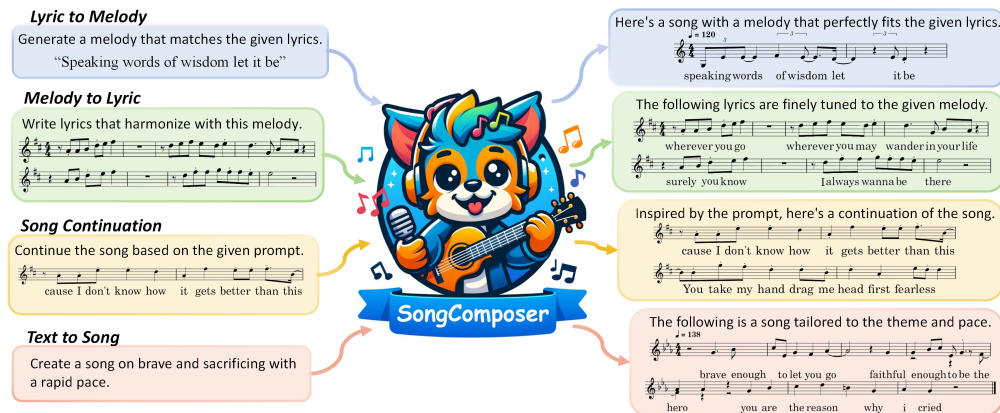 Lyric to Melody
Generate a melody that matches the given lyrics.
“Speaking words of wisdom let it be”
Melody to Lyric
Write lyrics that harmonize with this melody.
Song Continuation
Continue the song based on the given prompt.
cause I don't know how it gets better than this
Text to Song
Create a song on brave and sacrificing with
a rapid pace.
SongComposer
Here's a song with a melody that perfectly fits the given lyrics.
♩ = 120
3 3 3
speaking words of wisdom let it be
The following lyrics are finely tuned to the given melody.
wherever you go wherever you may wander in your life
surely you know I always wanna be there
Inspired by the prompt, here's a continuation of the song.
cause I don't know how it gets better than this
You take my hand drag me head first fearless
The following is a song tailored to the theme and pace.
♩ = 138
brave enough to let you go faithful enough to be the
hero you are the reason why i cried